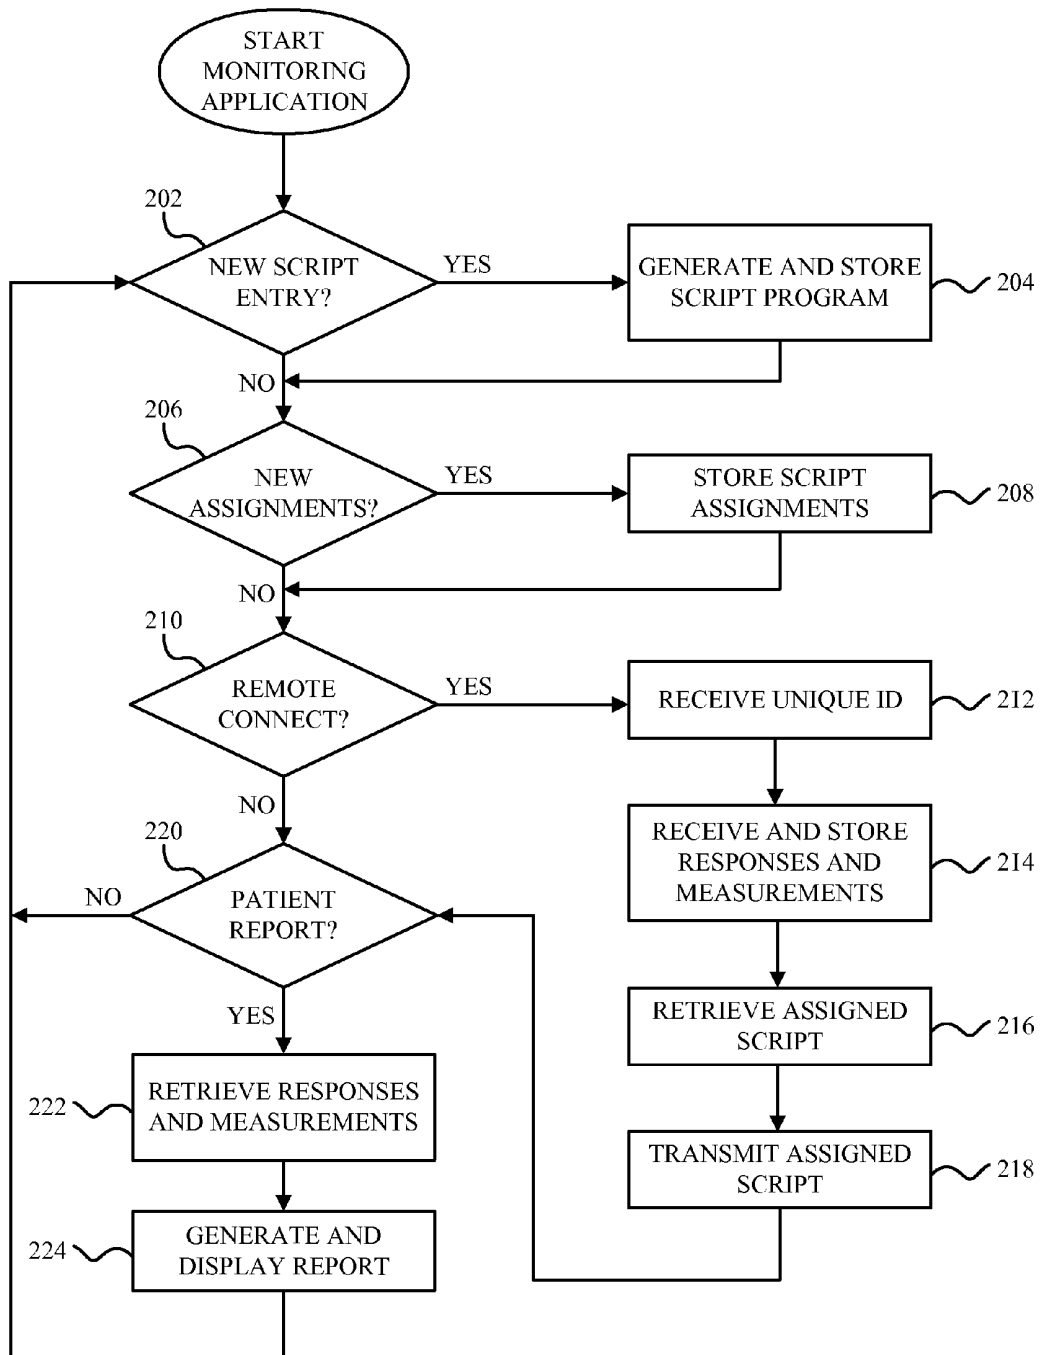 START
MONITORING
APPLICATION
202
NEW SCRIPT
ENTRY?
YES
GENERATE AND STORE
SCRIPT PROGRAM
204
NO
206
NEW
ASSIGNMENTS?
YES
STORE SCRIPT
ASSIGNMENTS
208
NO
210
REMOTE
CONNECT?
YES
RECEIVE UNIQUE ID
212
NO
220
PATIENT
REPORT?
NO
YES
RECEIVE AND STORE
RESPONSES AND
MEASUREMENTS
214
RETRIEVE ASSIGNED
SCRIPT
216
TRANSMIT ASSIGNED
SCRIPT
218
RETRIEVE RESPONSES
AND MEASUREMENTS
222
GENERATE AND
DISPLAY REPORT
224